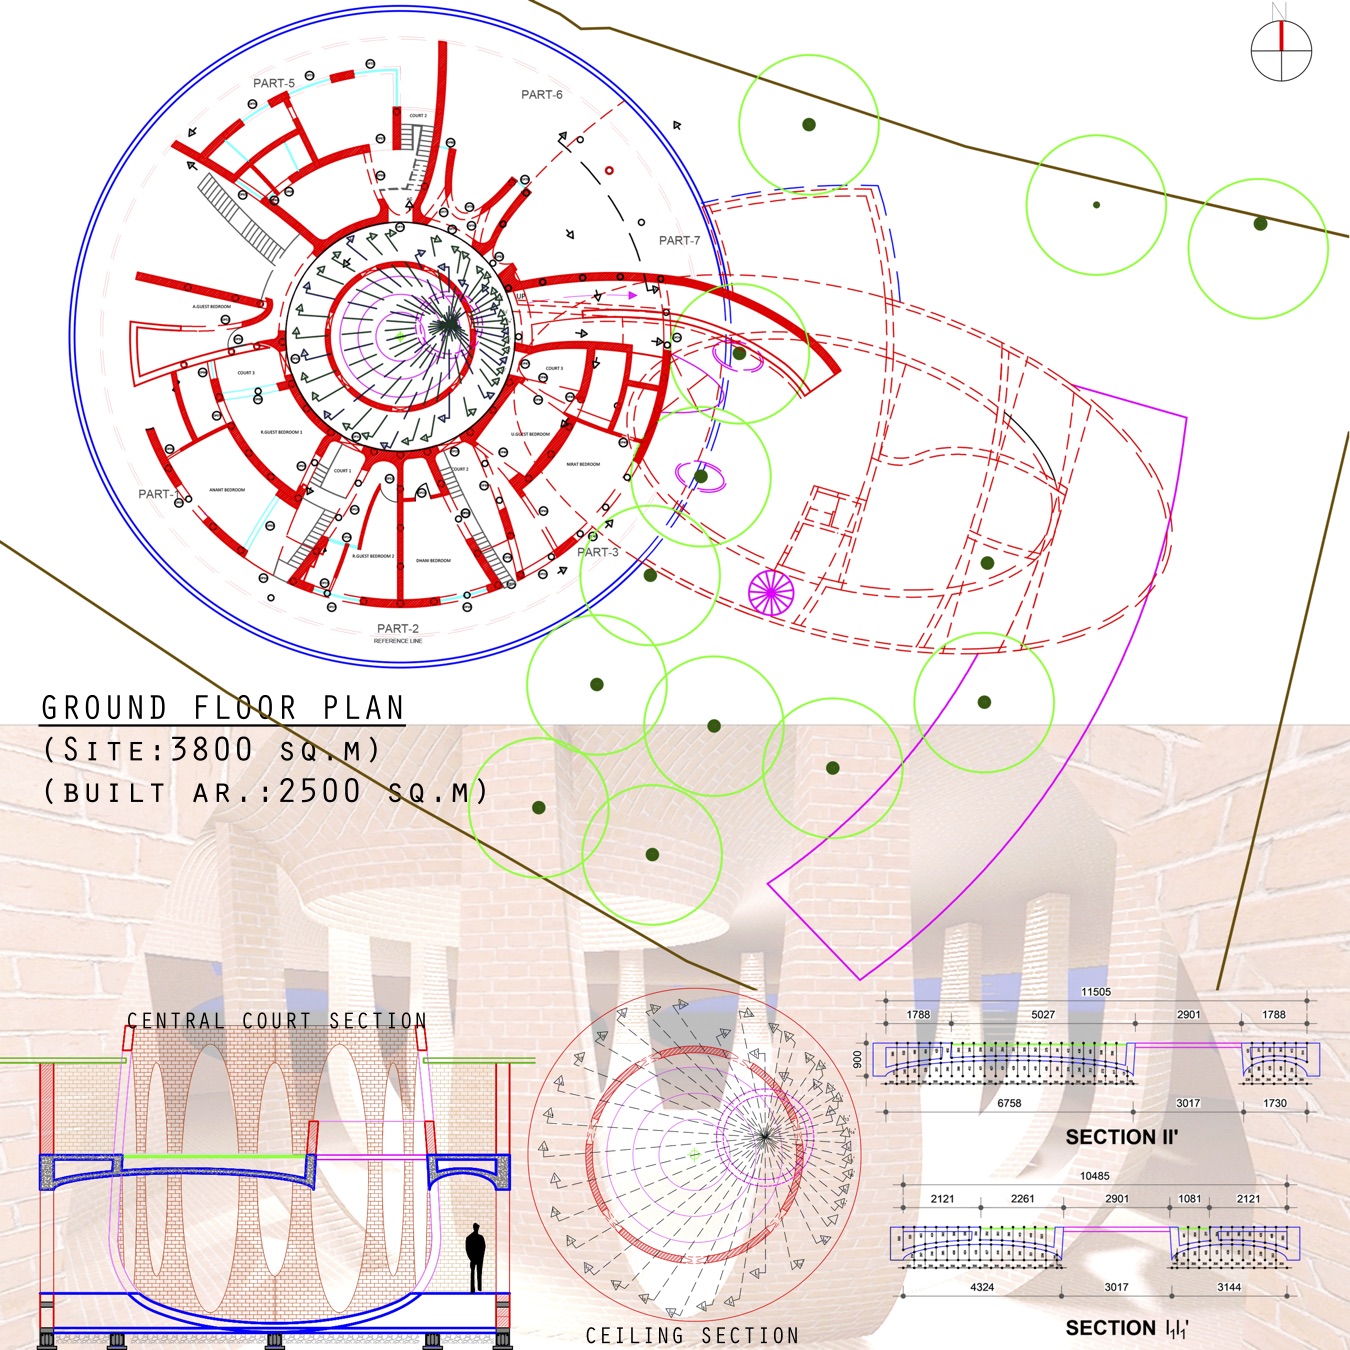 N
PART-5
PART-6
COURT 2
PART-7
UP
A.GUEST BEDROOM
COURT 3
COURT 3
R.GUEST BEDROOM 1
U.GUEST BEDROOM
COURT 1
COURT 2
NIRAT BEDROOM
PART-1
ANANT BEDROOM
PART-3
R.GUEST BEDROOM 2
DHANI BEDROOM
PART-2
REFERENCE LINE
GROUND FLOOR PLAN
(SITE:3800 SQ.M)
(BUILT AR.:2500 SQ.M)
CENTRAL COURT SECTION
CEILING SECTION
11505
1788 5027 2901 1788
900
6758 3017 1730
SECTION II'
10485
2121 2261 2901 1081 2121
4324 3017 3144
SECTION I₁I₁'